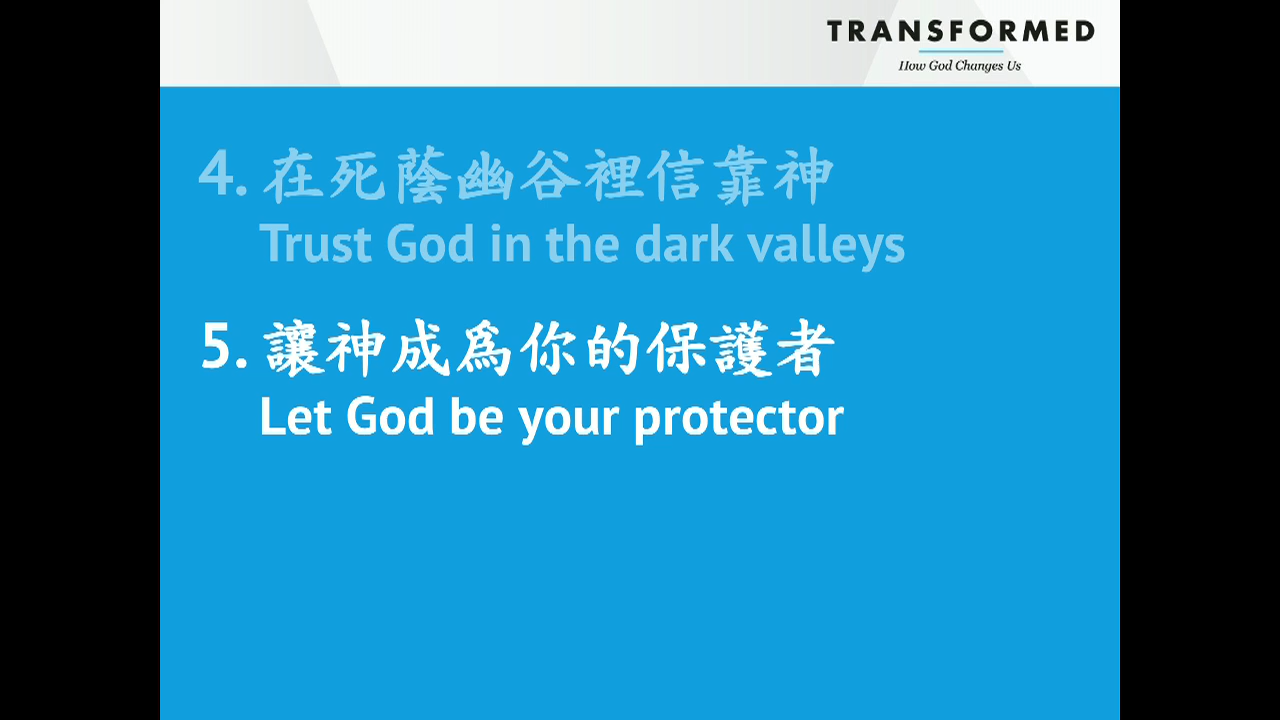 TRANSFORMED
How God Changes Us
4. 在死蔭幽谷裡信靠神
Trust God in the dark valleys
5. 讓神成爲你的保護者
Let God be your protector